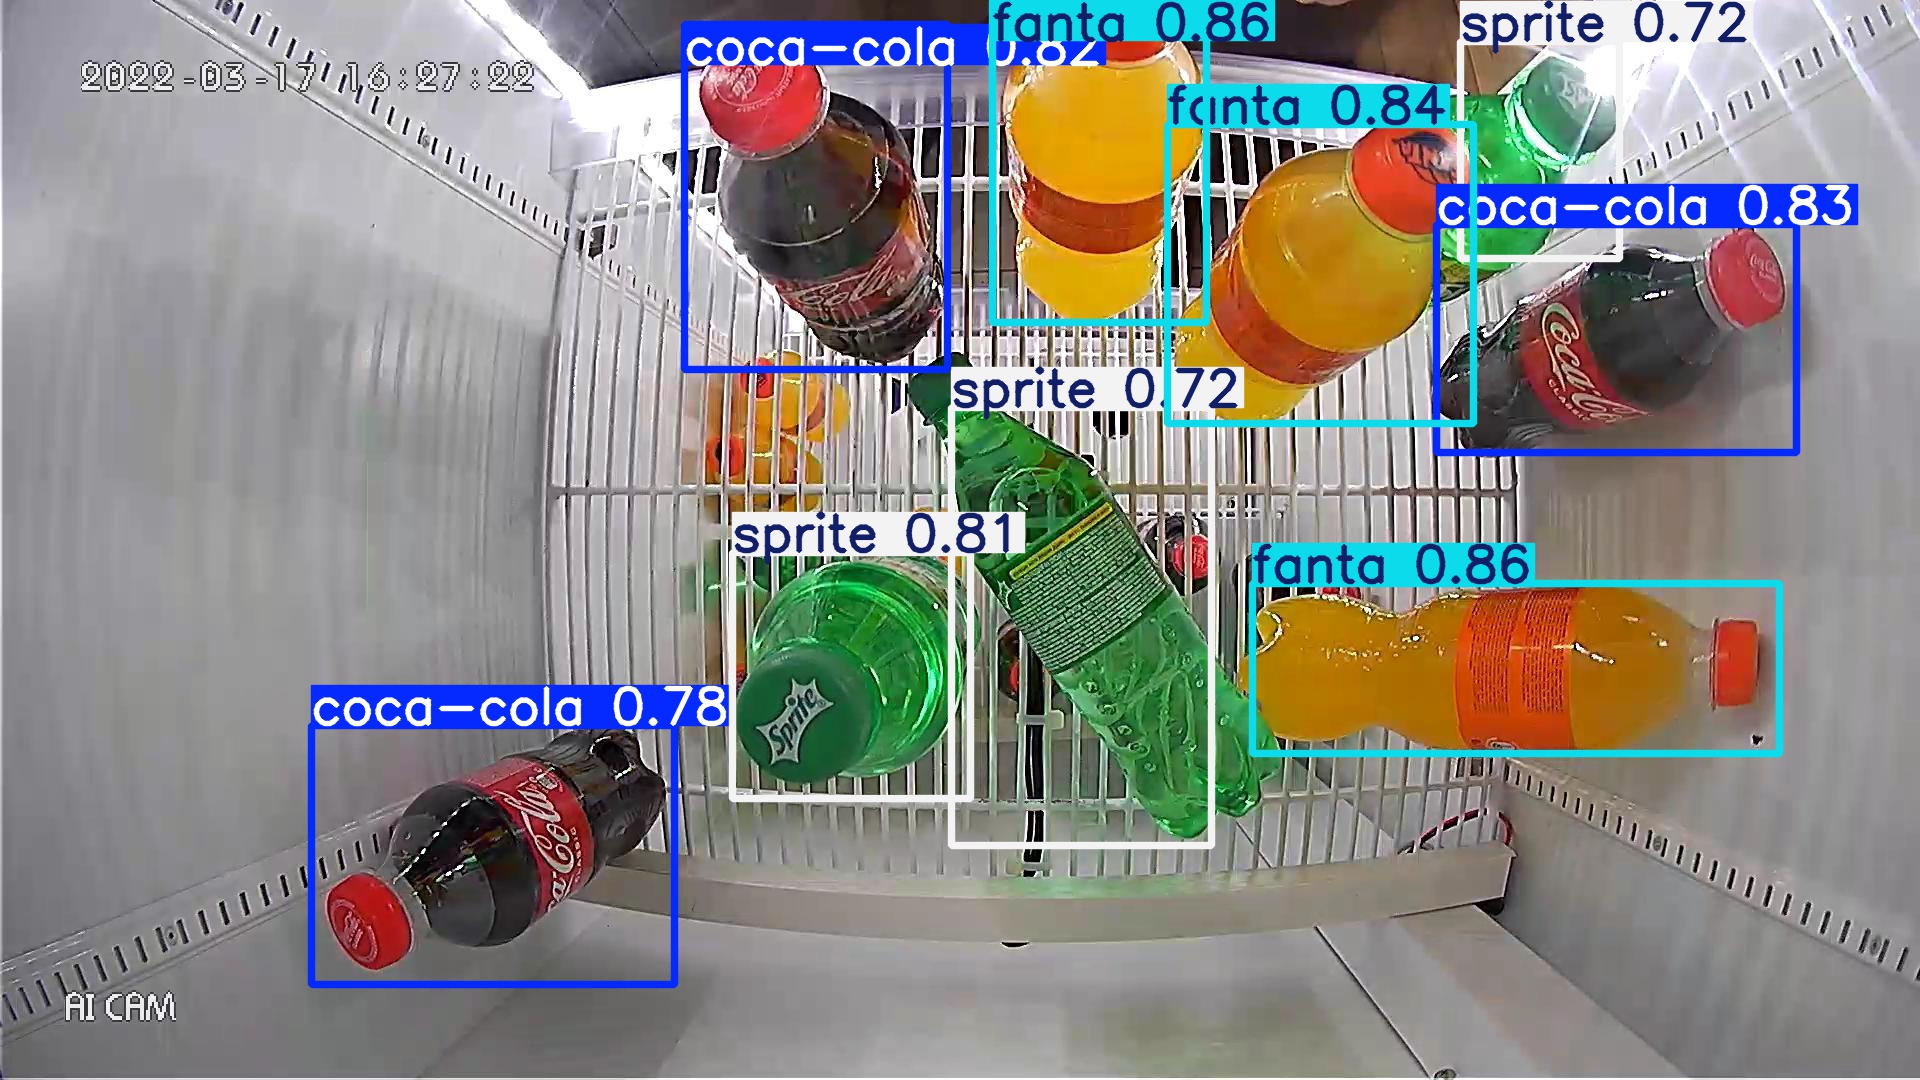 fanta 0.86
sprite 0.72
coca-cola 0.82
2022-03-17 16:27:22
fanta 0.84
coca-cola 0.83
Coca-Co
CLASSIC
sprite 0.72
sprite 0.81
fanta 0.86
Sprite
coca-cola 0.78
Coca-Cola
AI CAM